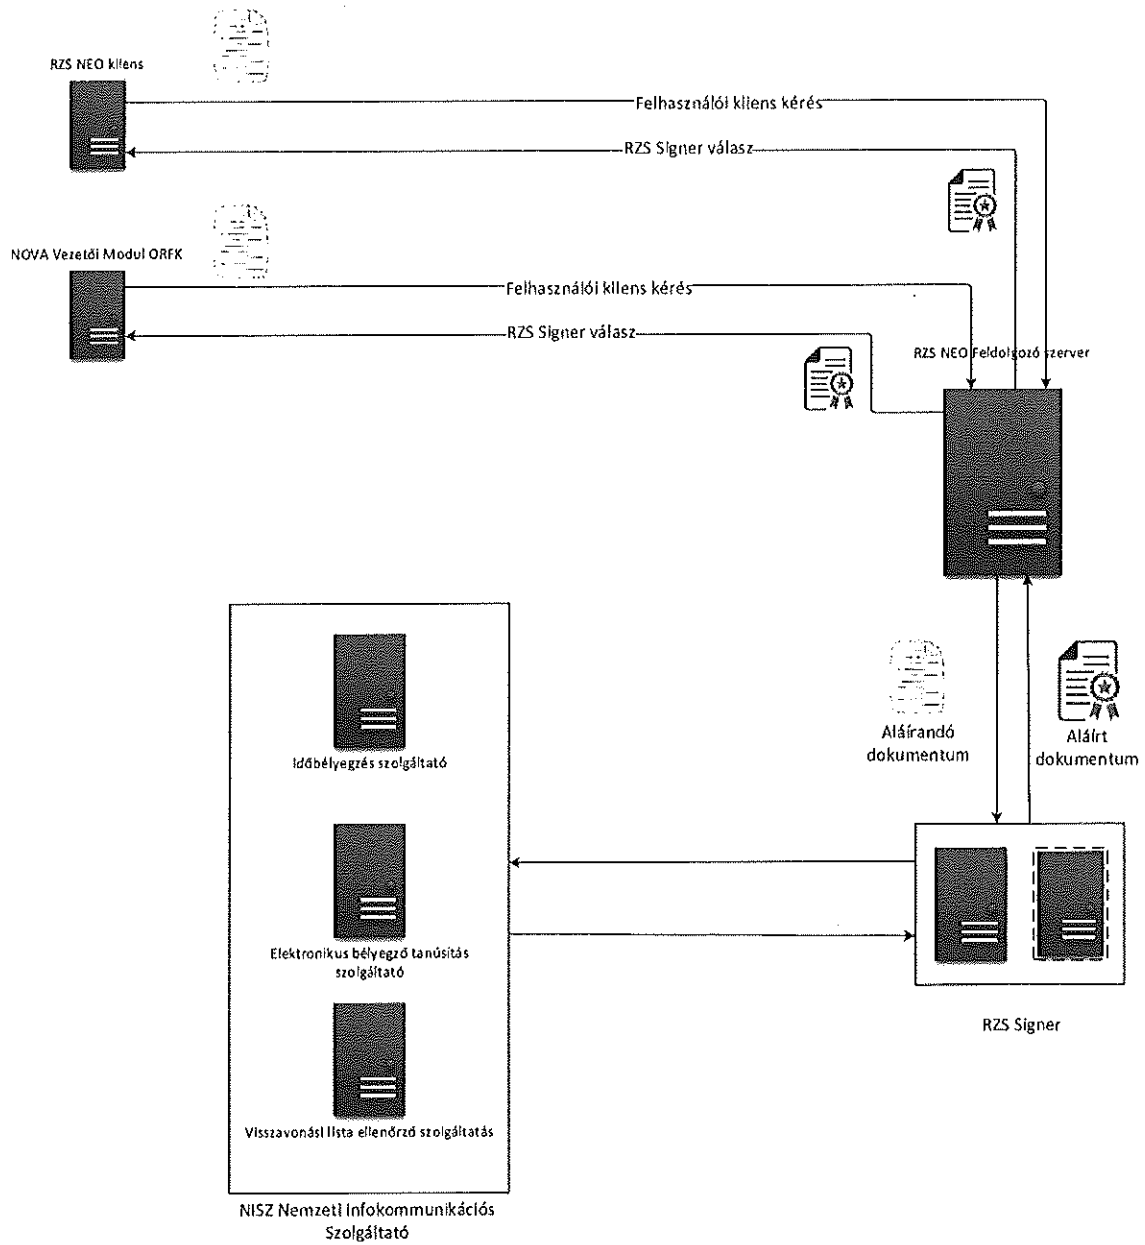 RZS NEO kliens
Felhasználói kliens kérés
RZS Signer válasz
NOVA Vezetői Modul ORFK
Felhasználói kliens kérés
RZS Signer válasz
RZS NEO Feldolgozó szerver
Aláírandó
dokumentum
Aláírt
dokumentum
Időbélyegzés szolgáltató
Elektronikus bélyegző tanúsítás
szolgáltató
Visszavonási lista ellenőrző szolgáltatás
RZS Signer
NISZ Nemzeti Infokommunikációs
Szolgáltató